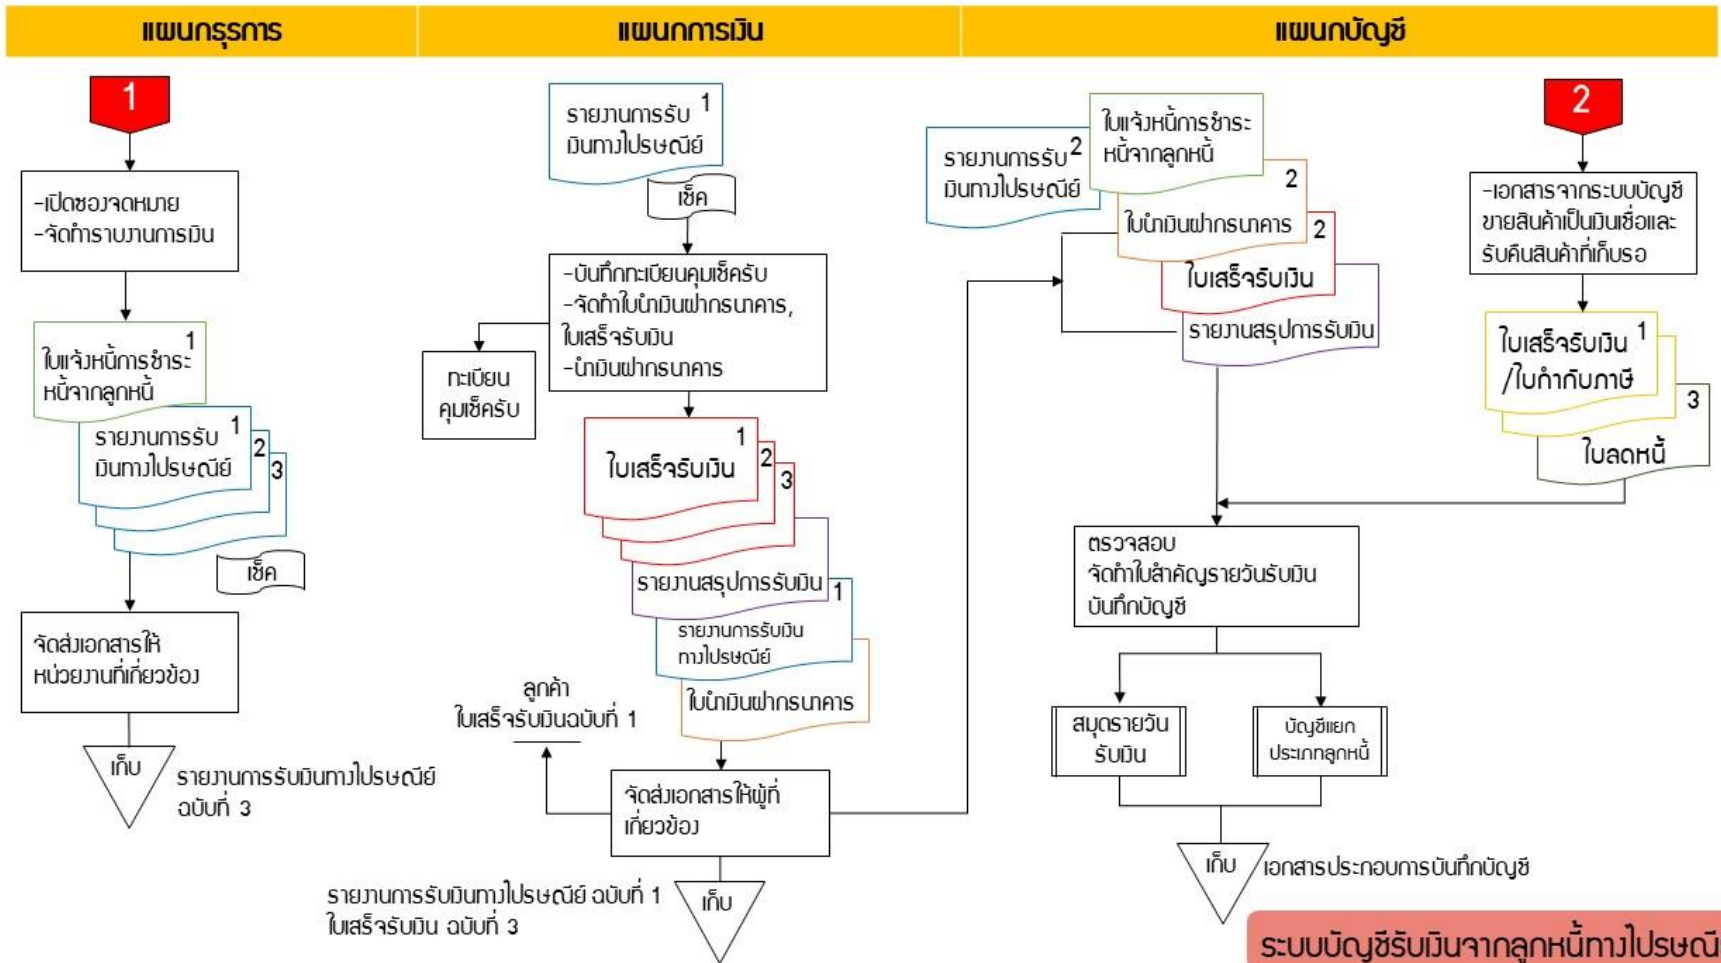 แผนกธุรการ
แผนกการเงิน
แผนกบัญชี
1
-เปิดซองจดหมาย
-จัดทำราบงานการเงิน
1
ใบแจ้งหนี้การชำระ
หนี้จากลูกหนี้
รายงานการรับ 1
เงินทางไปรษณีย์
2
3
เช็ค
จัดส่งเอกสารให้
หน่วยงานที่เกี่ยวข้อง
เก็บ
รายงานการรับเงินทางไปรษณีย์
ฉบับที่ 3
รายงานการรับ 1
เงินทางไปรษณีย์
เช็ค
-บันทึกทะเบียนคุมเช็ครับ
-จัดทำใบนำเงินฝากธนาคาร,
ใบเสร็จรับเงิน
-นำเงินฝากธนาคาร
ทะเบียน
คุมเช็ครับ
1
ใบเสร็จรับเงิน
2
3
รายงานสรุปการรับเงิน
1
รายงานการรับเงิน
ทางไปรษณีย์
ใบนำเงินฝากธนาคาร
ลูกค้า
ใบเสร็จรับเงินฉบับที่ 1
จัดส่งเอกสารให้ผู้ที่
เกี่ยวข้อง
รายงานการรับเงินทางไปรษณีย์ ฉบับที่ 1
ใบเสร็จรับเงิน ฉบับที่ 3
เก็บ
รายงานการรับ 2
เงินทางไปรษณีย์
ใบแจ้งหนี้การชำระ
หนี้จากลูกหนี้
2
ใบนำเงินฝากธนาคาร
2
ใบเสร็จรับเงิน
รายงานสรุปการรับเงิน
2
-เอกสารจากระบบบัญชี
ขายสินค้าเป็นเงินเชื่อและ
รับคืนสินค้าที่เก็บรอ
ใบเสร็จรับเงิน 1
/ใบกำกับภาษี
3
ใบลดหนี้
ตรวจสอบ
จัดทำใบสำคัญรายวันรับเงิน
บันทึกบัญชี
สมุดรายวัน
รับเงิน
บัญชีแยก
ประเภทลูกหนี้
เก็บ
เอกสารประกอบการบันทึกบัญชี
ระบบบัญชีรับเงินจากลูกหนี้ทางไปรษณี